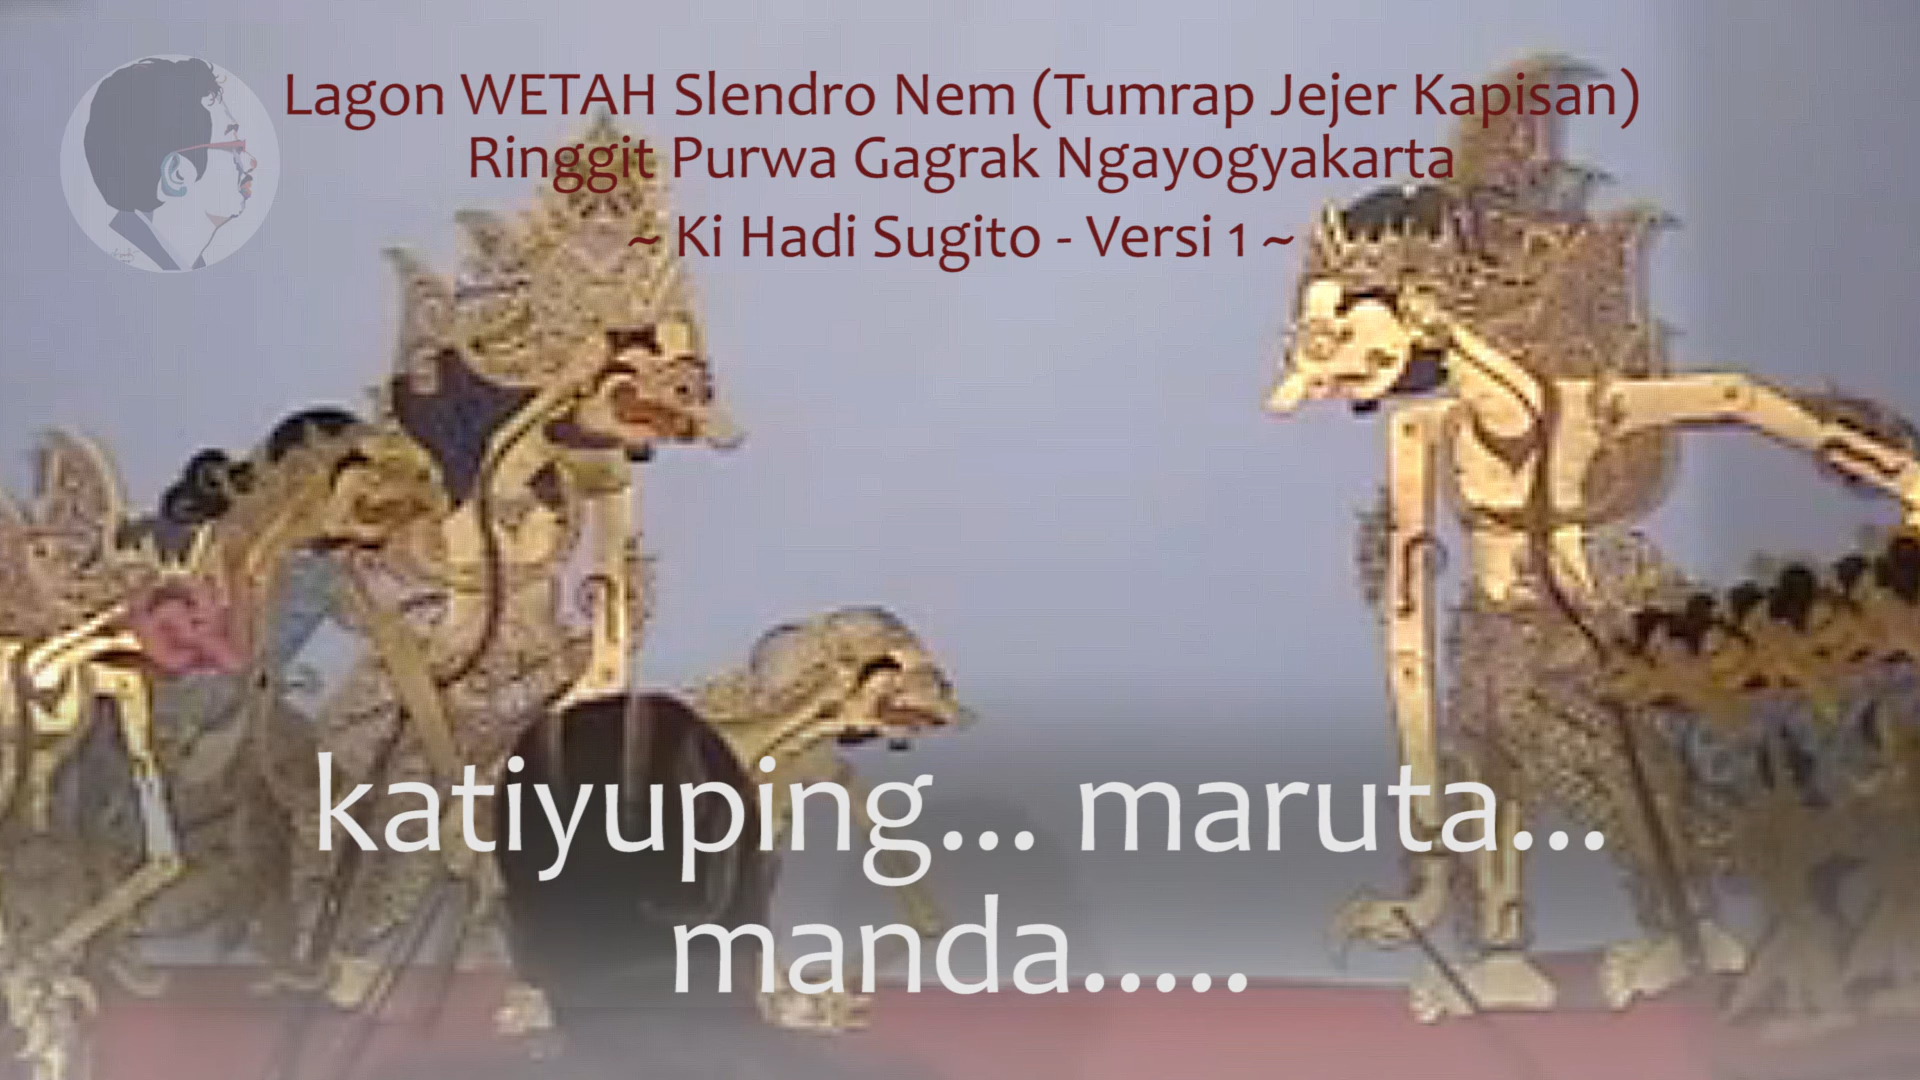 Lagon WETAH Slendro Nem (Tumrap Jejer Kapisan)
Ringgit Purwa Gagrak Ngayogyakarta
~ Ki Hadi Sugito - Versi 1 ~
katiyuping... maruta...
manda.....